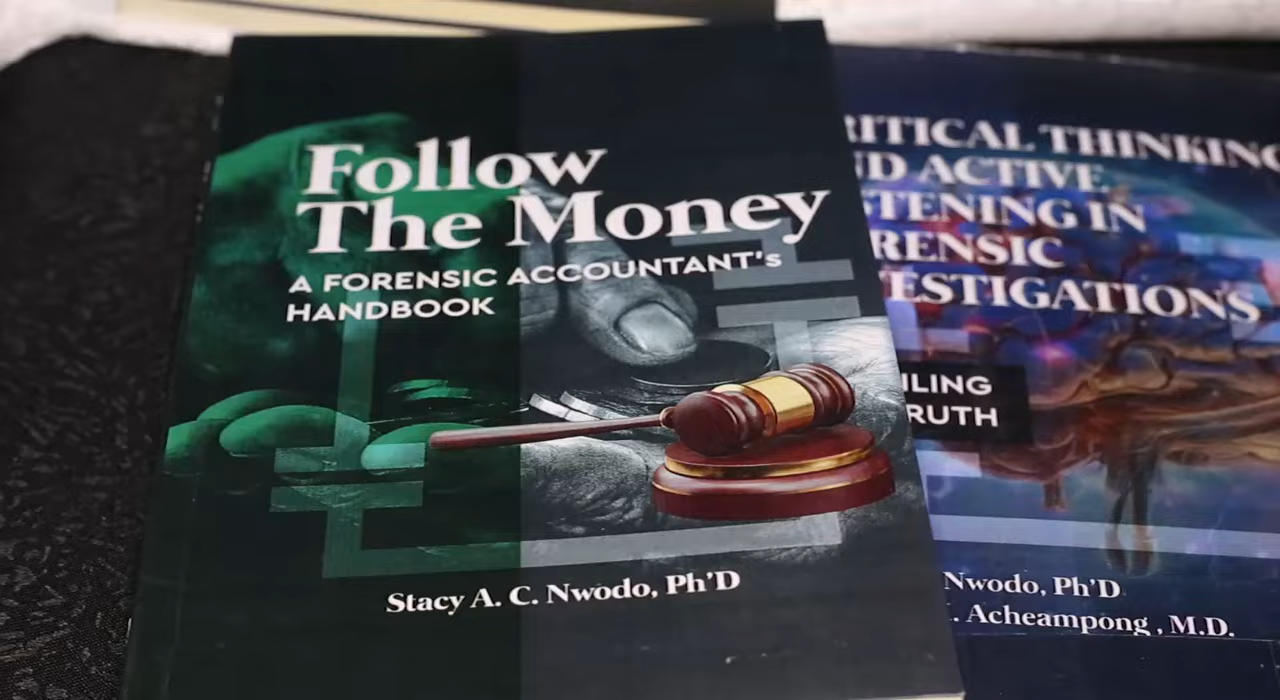 Follow
The Money
A FORENSIC ACCOUNTANT's
HANDBOOK
Stacy A. C. Nwodo, Ph'D
RITICAL THINKING
ND ACTIVE
STENING IN
RENSIC
ESTIGATIONS
ILING
RUTH
Nwodo, Ph'D
. Acheampong , M.D.